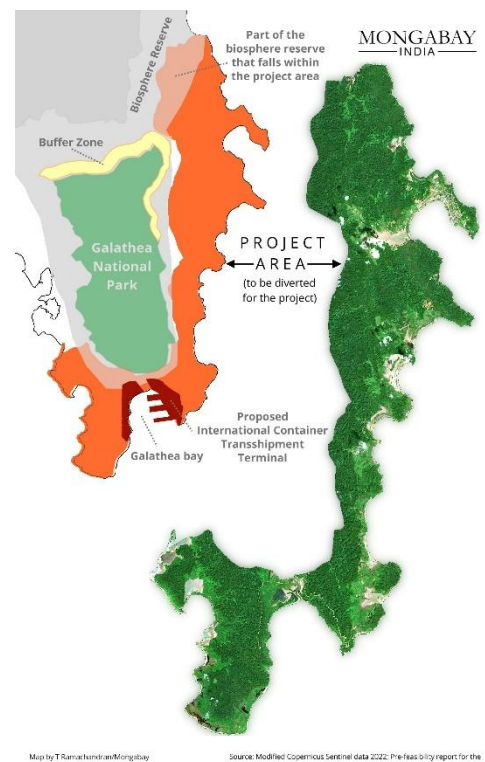 Biosphere Reserve
Part of the
biosphere reserve
that falls within
the project area
MONGABAY
INDIA
Buffer Zone
Galathea
National
Park
PROJECT
AREA
(to be diverted
for the project)
Proposed
International Container
Transshipment
Terminal
Galathea bay
Map by T Ramachandran/Mongabay
Source: Modified Copernicus Sentinel data 2022; Pre-feasibility report for the